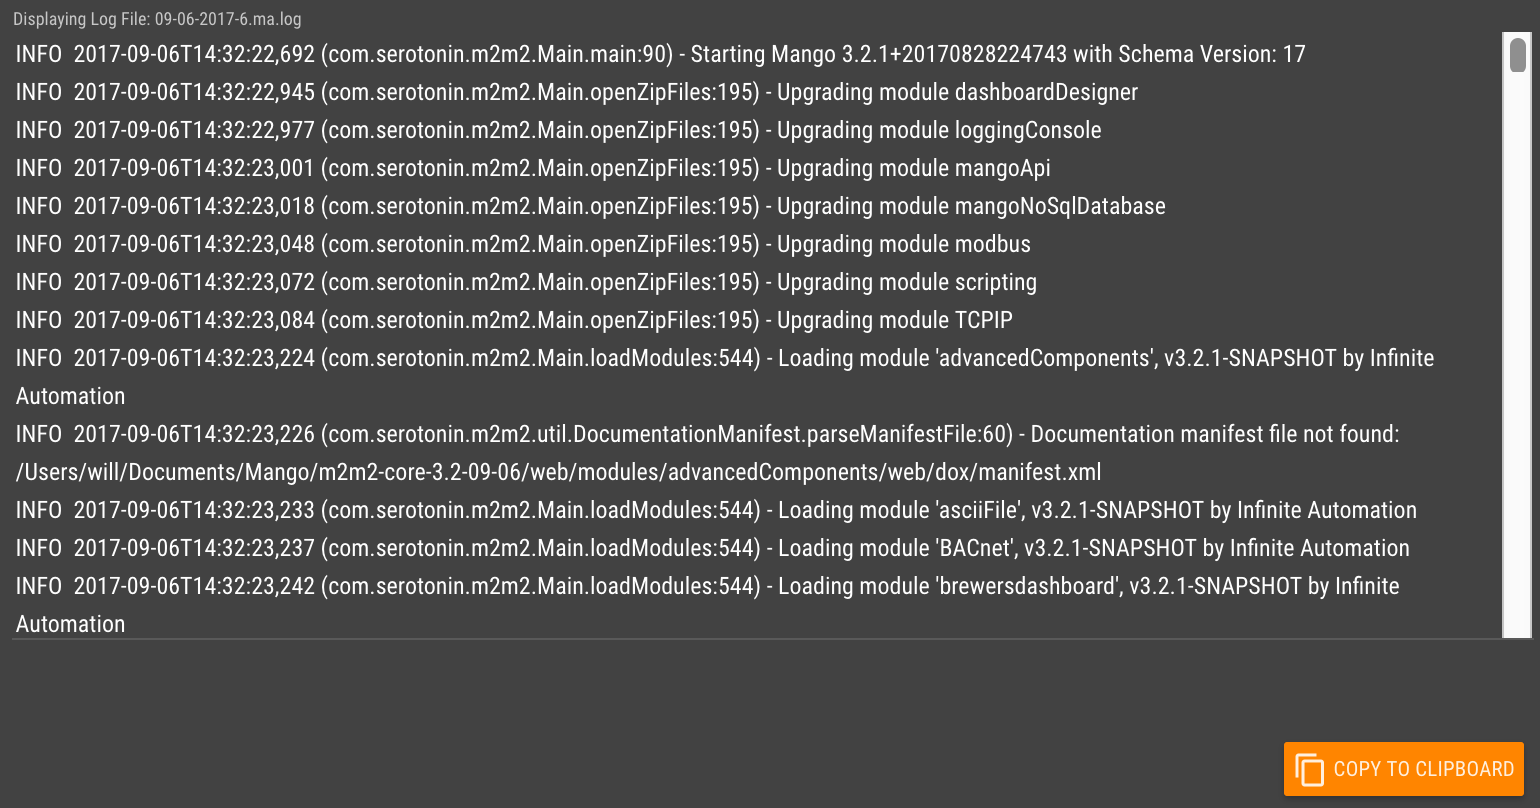 Displaying Log File: 09-06-2017-6.ma.log
INFO  2017-09-06T14:32:22,692 (com.serotonin.m2m2.Main.main:90) - Starting Mango 3.2.1+20170828224743 with Schema Version: 17
INFO  2017-09-06T14:32:22,945 (com.serotonin.m2m2.Main.openZipFiles:195) - Upgrading module dashboardDesigner
INFO  2017-09-06T14:32:22,977 (com.serotonin.m2m2.Main.openZipFiles:195) - Upgrading module loggingConsole
INFO  2017-09-06T14:32:23,001 (com.serotonin.m2m2.Main.openZipFiles:195) - Upgrading module mangoApi
INFO  2017-09-06T14:32:23,018 (com.serotonin.m2m2.Main.openZipFiles:195) - Upgrading module mangoNoSqlDatabase
INFO  2017-09-06T14:32:23,048 (com.serotonin.m2m2.Main.openZipFiles:195) - Upgrading module modbus
INFO  2017-09-06T14:32:23,072 (com.serotonin.m2m2.Main.openZipFiles:195) - Upgrading module scripting
INFO  2017-09-06T14:32:23,084 (com.serotonin.m2m2.Main.openZipFiles:195) - Upgrading module TCPIP
INFO  2017-09-06T14:32:23,224 (com.serotonin.m2m2.Main.loadModules:544) - Loading module 'advancedComponents', v3.2.1-SNAPSHOT by Infinite
Automation
INFO  2017-09-06T14:32:23,226 (com.serotonin.m2m2.util.DocumentationManifest.parseManifestFile:60) - Documentation manifest file not found:
/Users/will/Documents/Mango/m2m2-core-3.2-09-06/web/modules/advancedComponents/web/dox/manifest.xml
INFO  2017-09-06T14:32:23,233 (com.serotonin.m2m2.Main.loadModules:544) - Loading module 'asciiFile', v3.2.1-SNAPSHOT by Infinite Automation
INFO  2017-09-06T14:32:23,237 (com.serotonin.m2m2.Main.loadModules:544) - Loading module 'BACnet', v3.2.1-SNAPSHOT by Infinite Automation
INFO  2017-09-06T14:32:23,242 (com.serotonin.m2m2.Main.loadModules:544) - Loading module 'brewersdashboard', v3.2.1-SNAPSHOT by Infinite
Automation
COPY TO CLIPBOARD